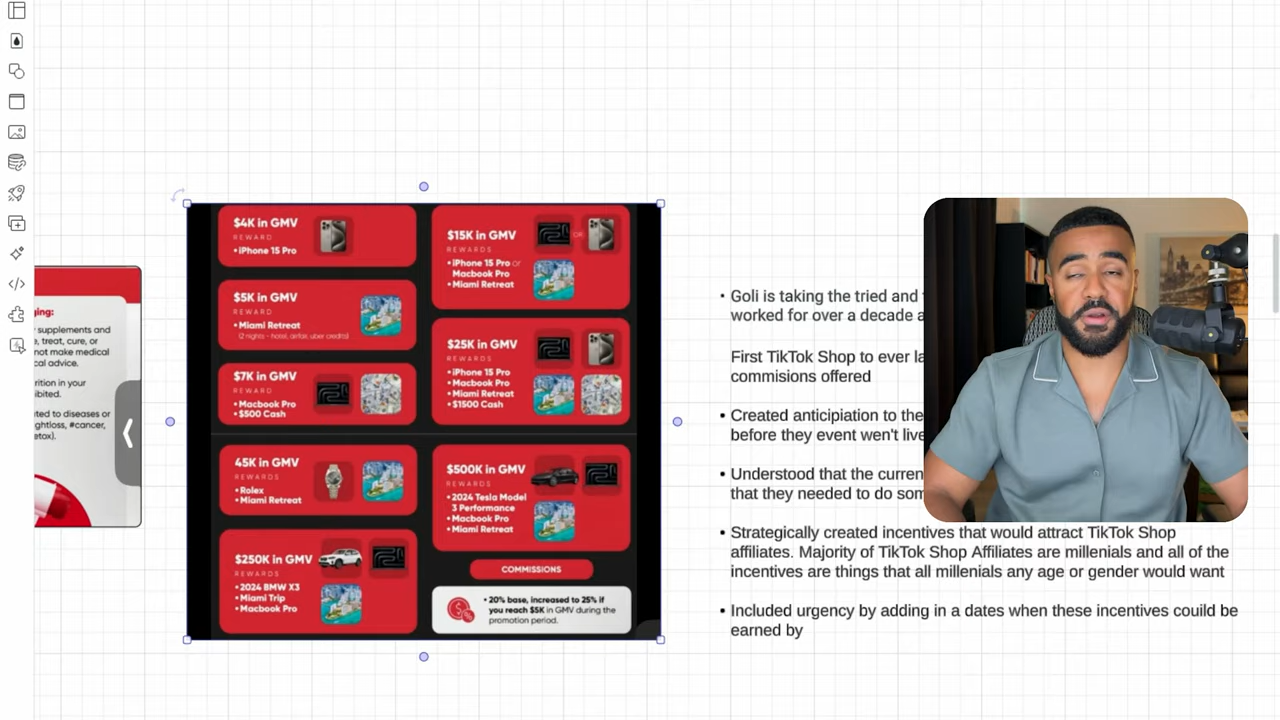 ging:
supplements and
e, treat, cure, or
not make medical
cal advice.
rition in your
ibited.
ted to diseases or
ghtloss, #cancer,
etox).
$4K in GMV
REWARD
• iPhone 15 Pro
$5K in GMV
REWARD
• Miami Retreat
(2 nights - hotel, airfae, uber credits)
$7K in GMV
REWARD
• Macbook Pro
• $500 Cash
45K in GMV
REWARDS
• Rolex
• Miami Retreat
$250K in GMV
REWARDS
• 2024 BMW X3
• Miami Trip
• Macbook Pro
$15K in GMV
REWARDS
OR
• iPhone 15 Pro or
Macbook Pro
• Miami Retreat
$25K in GMV
REWARDS
• iPhone 15 Pro
• Macbook Pro
• Miami Retreat
• $1500 Cash
$500K in GMV
REWARDS
• 2024 Tesla Model
3 Performance
• Macbook Pro
• Miami Retreat
COMMISSIONS
• 20% base, increased to 25% if
you reach $5K in GMV during the
promotion period.
• Goli is taking the tried and
worked for over a decade a
First TikTok Shop to ever la
commisions offered
• Created anticipiation to the
before they event wen't live
• Understood that the curren
that they needed to do som
• Strategically created incentives that would attract TikTok Shop
affiliates. Majority of TikTok Shop Affiliates are millenials and all of the
incentives are things that all millenials any age or gender would want
• Included urgency by adding in a dates when these incentives couild be
earned by